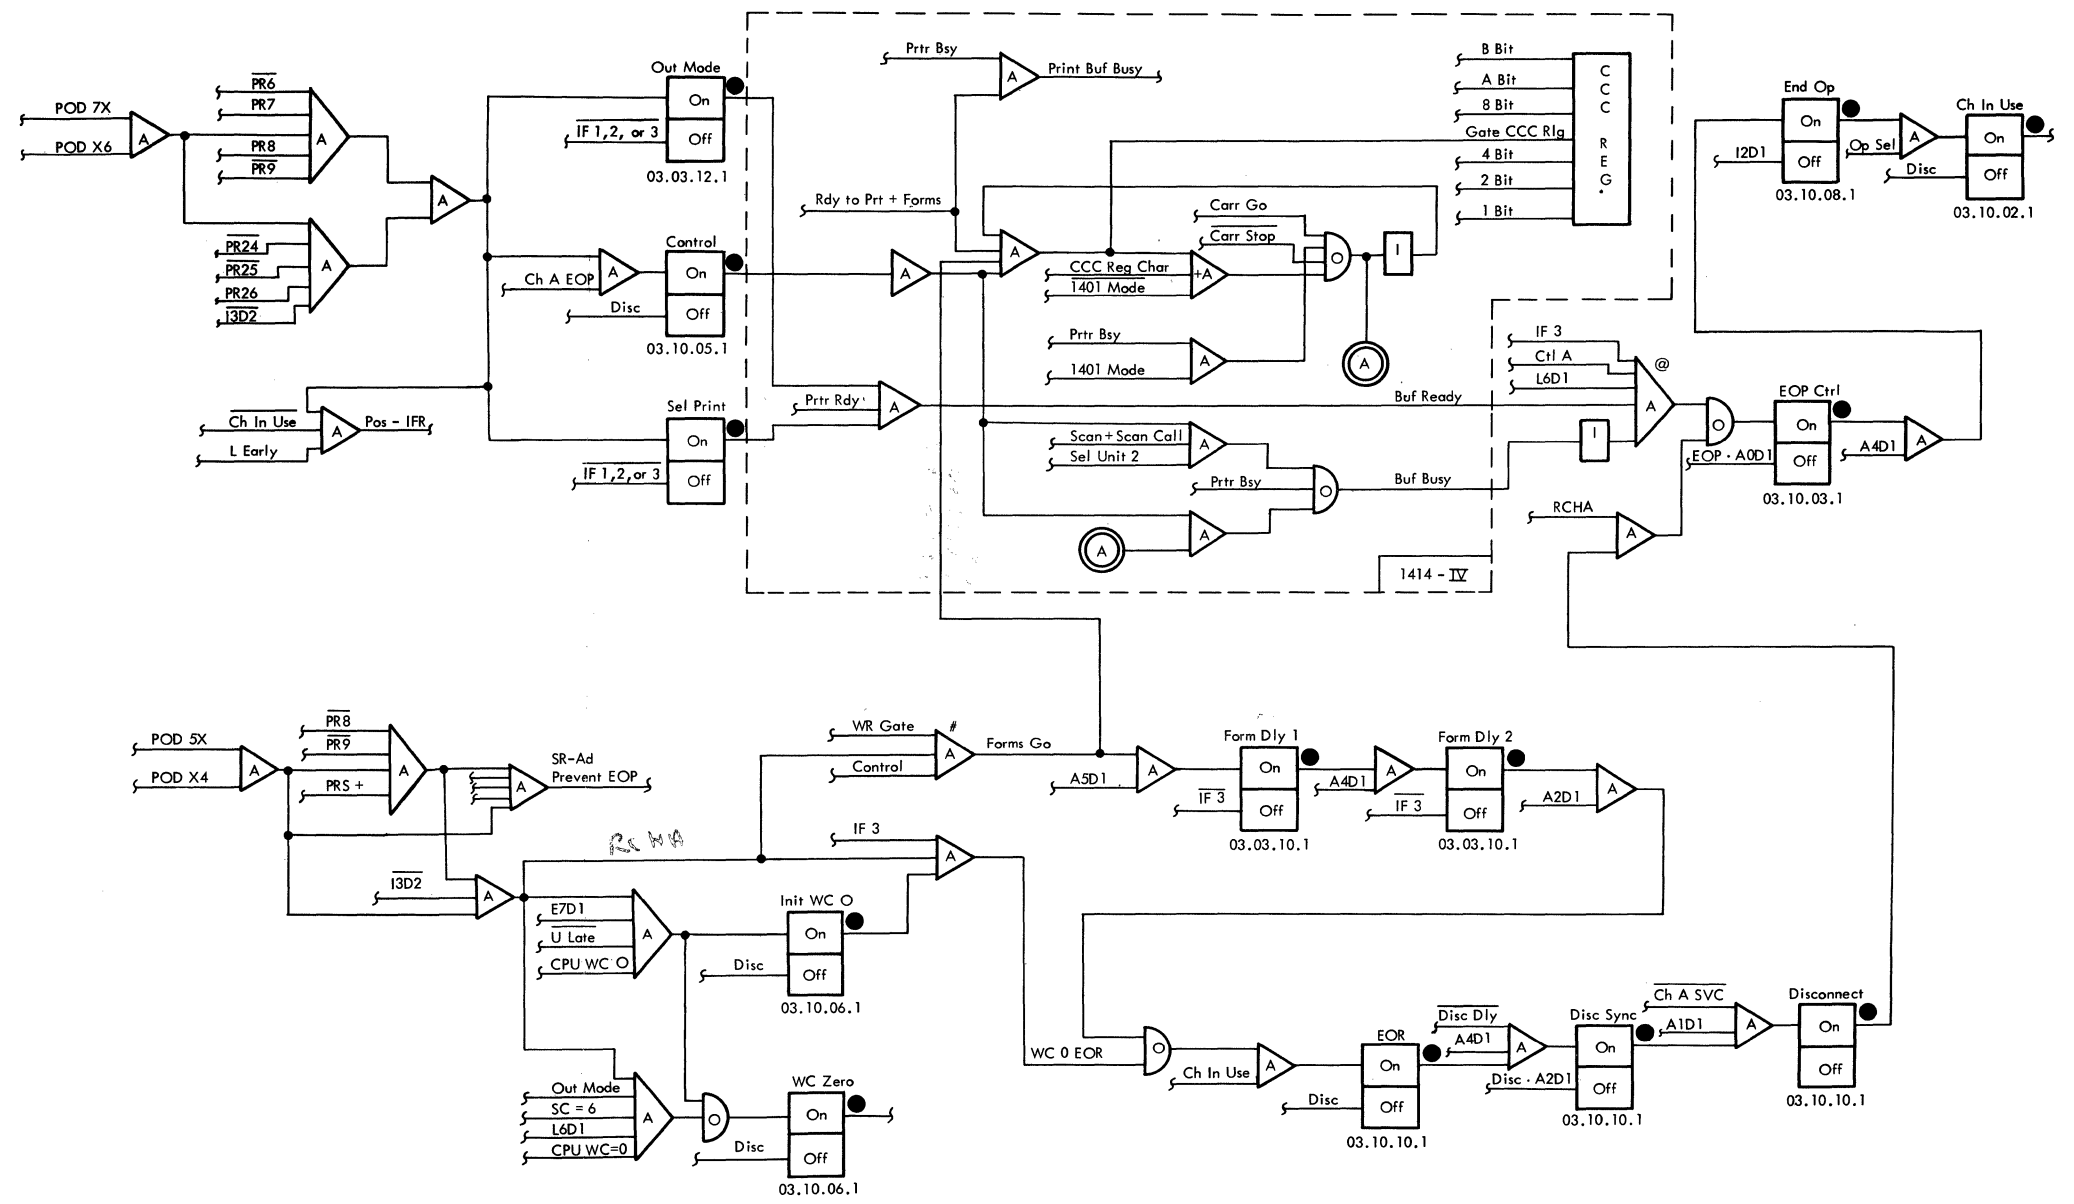 POD 7X
POD X6
PR6
PR7
PR8
PR9
A
A
PR24
PR25
PR26
I3D2
A
A
Out Mode
On
IF 1,2, or 3
Off
03.03.12.1
Ch A EOP
A
Control
On
Disc
Off
03.10.05.1
Ch In Use
L Early
A
Pos - IFR
Sel Print
On
IF 1,2, or 3
Off
Prtr Bsy
A
Print Buf Busy
Rdy to Prt + Forms
A
A
B Bit
A Bit
8 Bit
Gate CCC Rlg
4 Bit
2 Bit
1 Bit
CCC REG.
Carr Go
Carr Stop
CCC Reg Char
1401 Mode
+A
O
I
Prtr Bsy
1401 Mode
A
A
Prtr Rdy
A
Buf Ready
Scan + Scan Call
Sel Unit 2
A
Prtr Bsy
O
Buf Busy
A
A
1414 - IV
IF 3
Ctl A
L6D1
@
A
I
O
RCHA
A
EOP · A0D1
EOP Ctrl
On
Off
03.10.03.1
A4D1
A
End Op
On
I2D1
Off
03.10.08.1
Op Sel
A
Disc
Ch In Use
On
Off
03.10.02.1
POD 5X
POD X4
A
PR8
PR9
PRS +
A
A
SR-Ad
Prevent EOP
I3D2
A
Rc HA
WR Gate
#
A
Control
Forms Go
A5D1
A
Form Dly 1
On
IF 3
Off
03.03.10.1
A4D1
A
Form Dly 2
On
IF 3
Off
03.03.10.1
A2D1
A
IF 3
A
E7D1
U Late
CPU WC O
A
Init WC O
On
Disc
Off
03.10.06.1
Out Mode
SC = 6
L6D1
CPU WC=0
A
O
WC Zero
On
Disc
Off
03.10.06.1
WC 0 EOR
O
Ch In Use
A
EOR
On
Disc
Off
03.10.10.1
Disc Dly
A4D1
A
Disc · A2D1
Disc Sync
On
Off
03.10.10.1
Ch A SVC
A1D1
A
Disconnect
On
Off
03.10.10.1